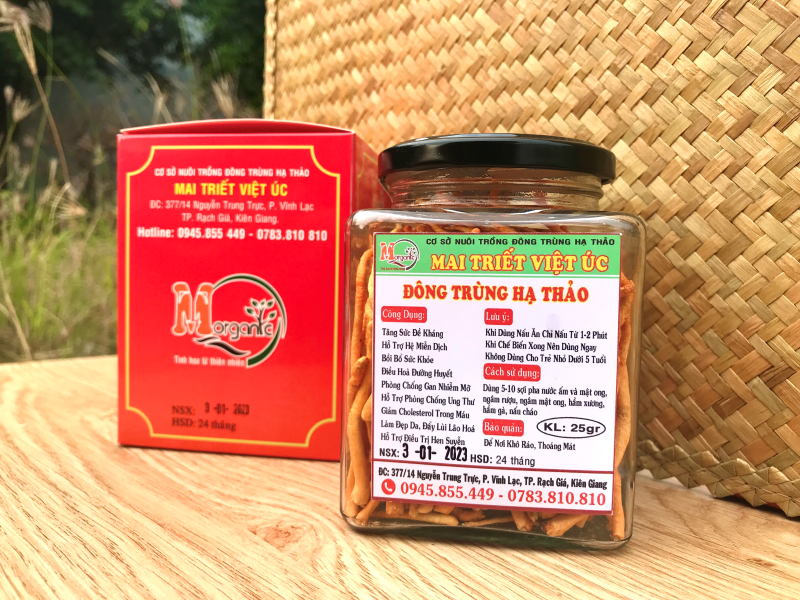 CƠ SỞ NUÔI TRỒNG ĐÔNG TRÙNG HẠ THẢO
MAI TRIẾT VIỆT ÚC
ĐC: 377/14 Nguyễn Trung Trực, P. Vĩnh Lạc
TP. Rạch Giá, Kiên Giang.
Hotline: 0945.855 449 - 0783.810 810
Morganic
Tinh hoa từ thiên nhiên
NSX: 3 -01- 2023
HSD: 24 tháng
Morganic
CƠ SỞ NUÔI TRỒNG ĐÔNG TRÙNG HẠ THẢO
MAI TRIẾT VIỆT ÚC
ĐÔNG TRÙNG HẠ THẢO
Công Dụng:
Tăng Sức Đề Kháng
Hỗ Trợ Hệ Miễn Dịch
Bồi Bổ Sức Khỏe
Điều Hoà Đường Huyết
Phòng Chống Gan Nhiễm Mỡ
Hỗ Trợ Phòng Chống Ung Thư
Giảm Cholesterol Trong Máu
Làm Đẹp Da, Đẩy Lùi Lão Hoá
Hỗ Trợ Điều Trị Hen Suyễn
Lưu ý:
Khi Dùng Nấu Ăn Chỉ Nấu Từ 1-2 Phút
Khi Chế Biến Xong Nên Dùng Ngay
Không Dùng Cho Trẻ Nhỏ Dưới 5 Tuổi
Cách sử dụng:
Dùng 5-10 sợi pha nước ấm và mật ong,
ngâm rượu, ngâm mật ong, hầm xương,
hầm gà, nấu cháo
Bảo quản:
KL: 25gr
Để Nơi Khô Ráo, Thoáng Mát
NSX: 3 -01- 2023 HSD: 24 tháng
ĐC: 377/14 Nguyễn Trung Trực, P. Vĩnh Lạc, TP. Rạch Giá, Kiên Giang
0945.855.449 - 0783.810.810